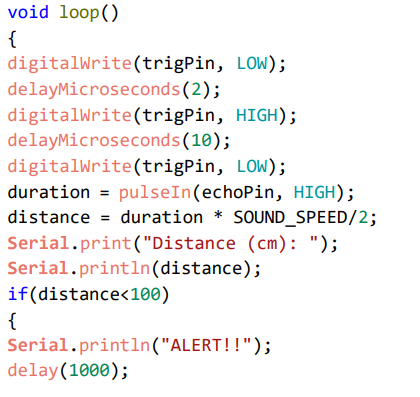 void loop()
{
digitalWrite(trigPin, LOW);
delayMicroseconds(2);
digitalWrite(trigPin, HIGH);
delayMicroseconds(10);
digitalWrite(trigPin, LOW);
duration = pulseIn(echoPin, HIGH);
distance = duration * SOUND_SPEED/2;
Serial.print("Distance (cm): ");
Serial.println(distance);
if(distance<100)
{
Serial.println("ALERT!!");
delay(1000);